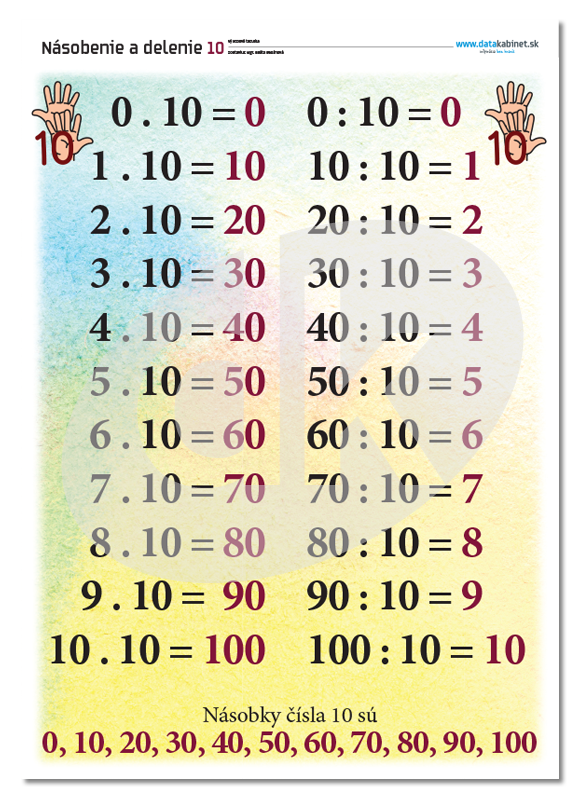 Násobenie a delenie 10
www.datakabinet.sk
10
10
0 . 10 = 0 0 : 10 = 0
1 . 10 = 10 10 : 10 = 1
2 . 10 = 20 20 : 10 = 2
3 . 10 = 30 30 : 10 = 3
4 . 10 = 40 40 : 10 = 4
5 . 10 = 50 50 : 10 = 5
6 . 10 = 60 60 : 10 = 6
7 . 10 = 70 70 : 10 = 7
8 . 10 = 80 80 : 10 = 8
9 . 10 = 90 90 : 10 = 9
10 . 10 = 100 100 : 10 = 10
Násobky čísla 10 sú
0, 10, 20, 30, 40, 50, 60, 70, 80, 90, 100